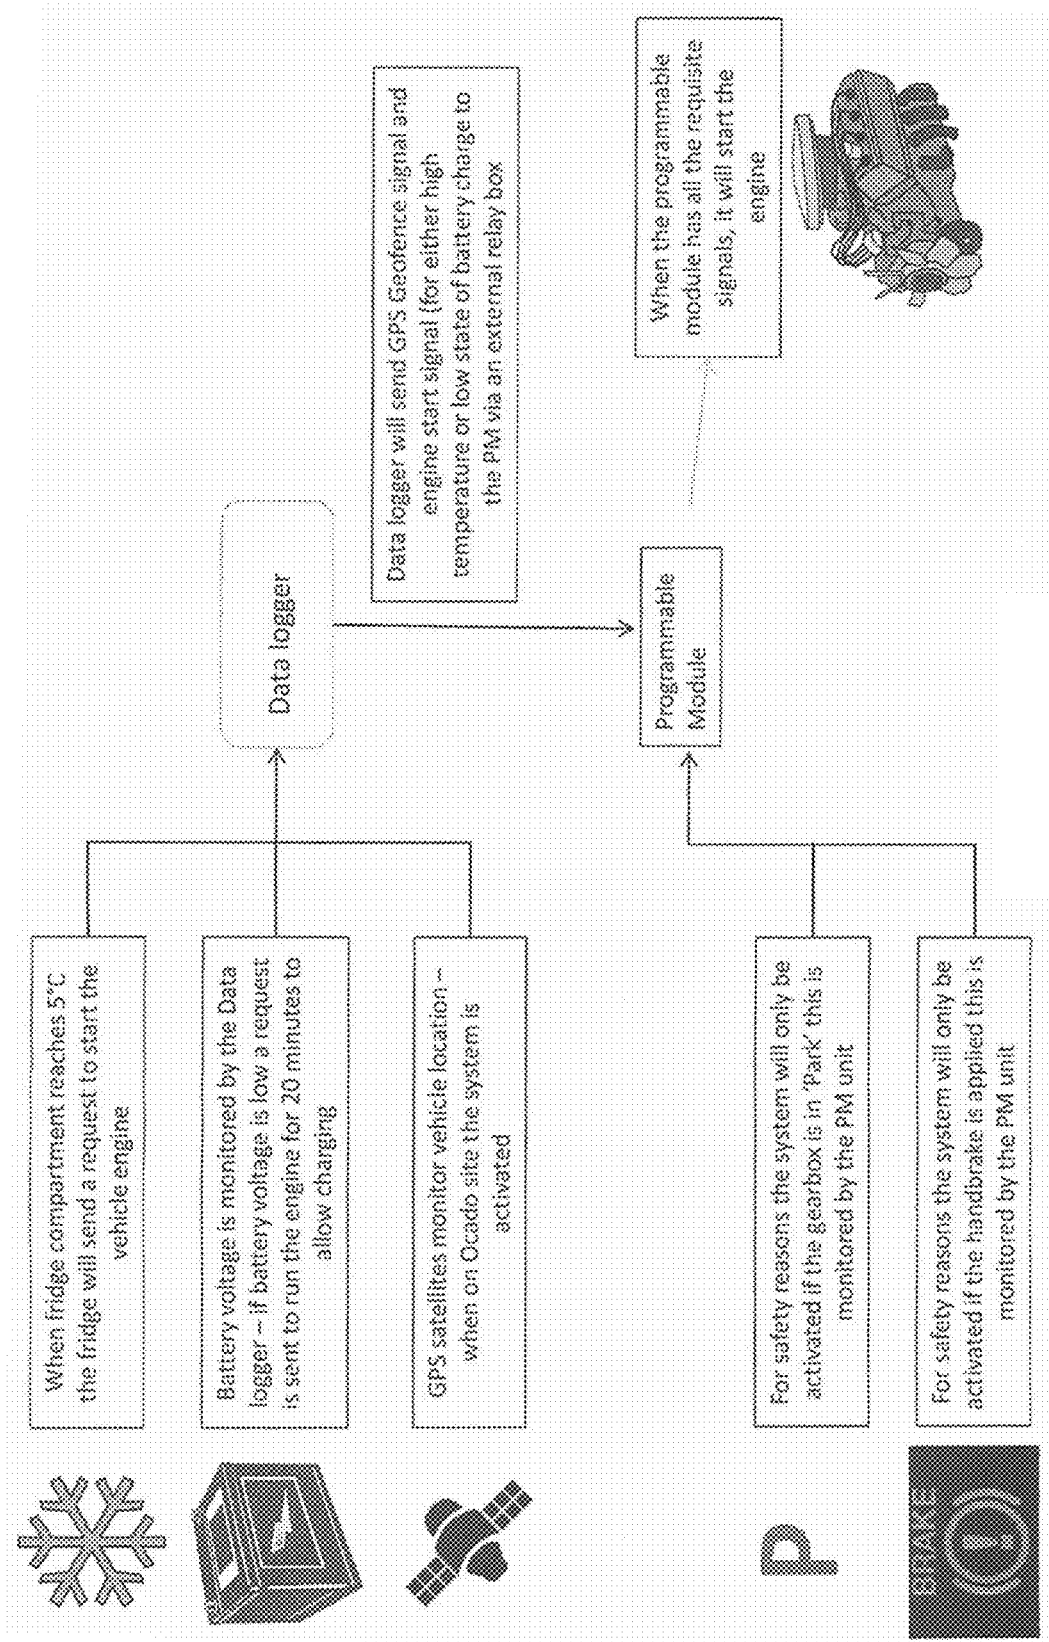 When fridge compartment reaches 5°C
the fridge will send a request to start the
vehicle engine
Battery voltage is monitored by the Data
logger – if battery voltage is low a request
is sent to run the engine for 20 minutes to
allow charging
GPS satellites monitor vehicle location –
when on Ocado site the system is
activated
P
For safety reasons the system will only be
activated if the gearbox is in 'Park' this is
monitored by the PM unit
BRAKE
For safety reasons the system will only be
activated if the handbrake is applied this is
monitored by the PM unit
Data logger
Data logger will send GPS Geofence signal and
engine start signal (for either high
temperature or low state of battery charge to
the PM via an external relay box
Programmable
Module
When the programmable
module has all the requisite
signals, it will start the
engine